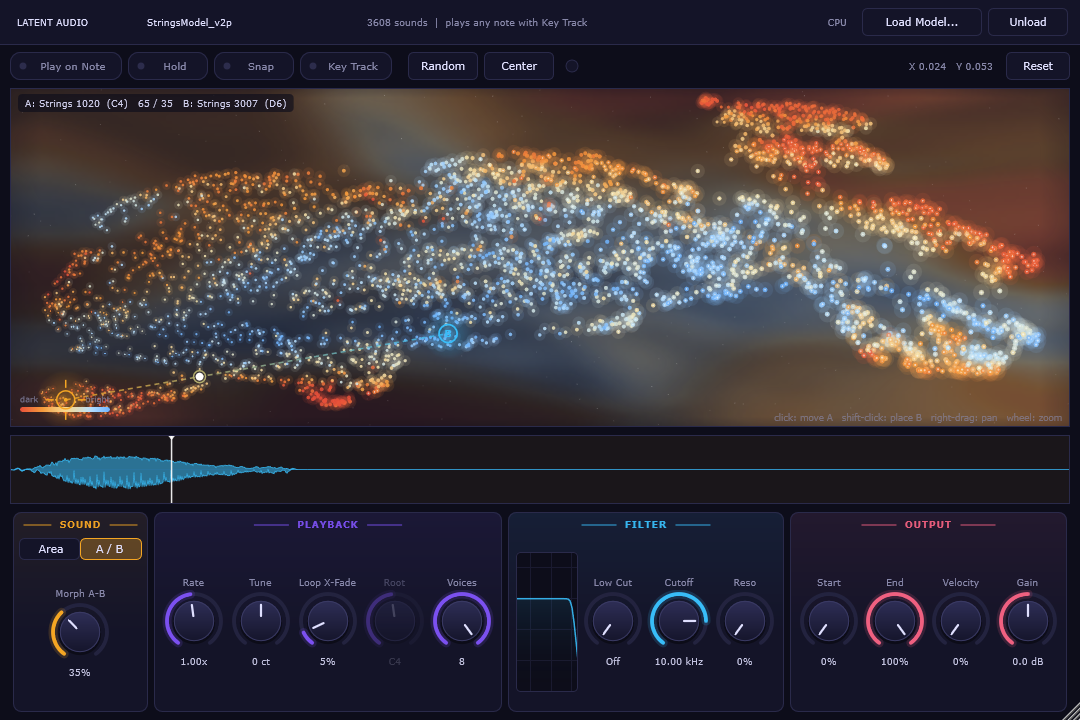 LATENT AUDIO StringsModel_v2p 3608 sounds | plays any note with Key Track CPU Load Model... Unload
Play on Note Hold Snap Key Track Random Center X 0.024 Y 0.053 Reset
A: Strings 1020 (C4) 65 / 35 B: Strings 3007 (D6)
B
dark bright
click: move A shift-click: place B right-drag: pan wheel: zoom
SOUND PLAYBACK FILTER OUTPUT
Area A / B
Morph A-B
35%
Rate Tune Loop X-Fade Root Voices
1.00x 0 ct 5% C4 8
Low Cut Cutoff Reso
Off 10.00 kHz 0%
Start End Velocity Gain
0% 100% 0% 0.0 dB